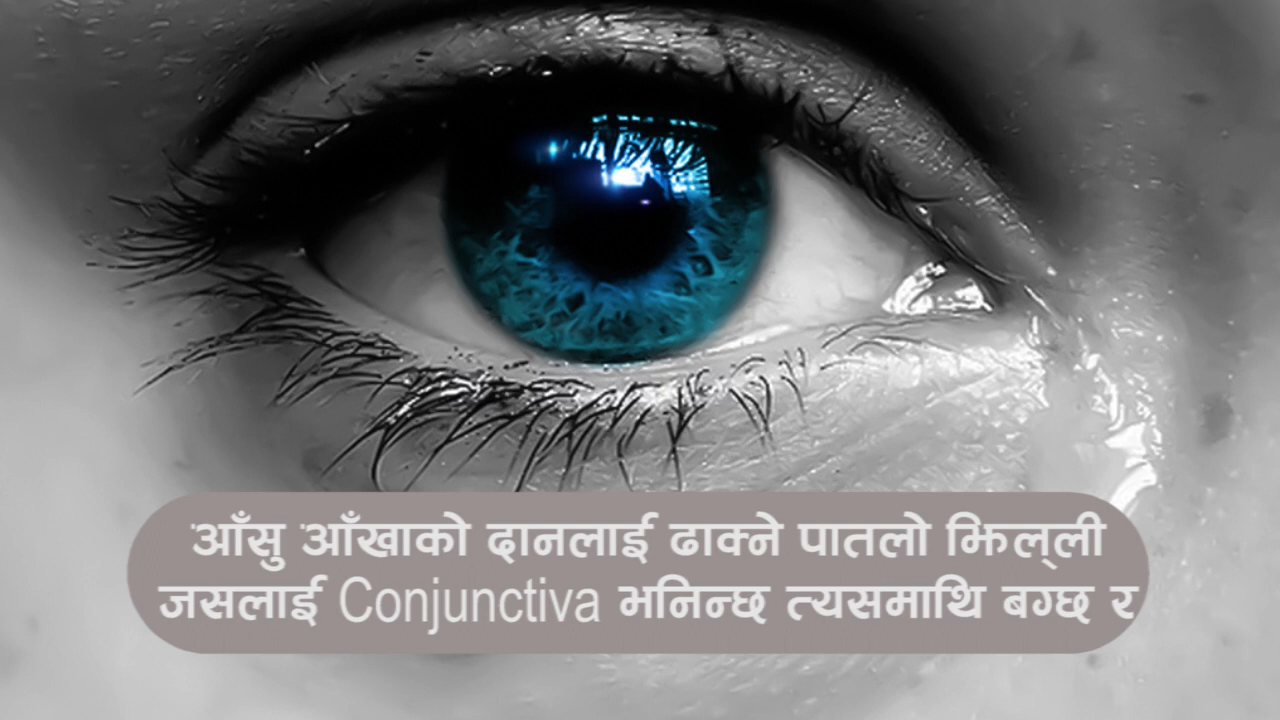 आँसु आँखाको दानलाई ढाक्ने पातलो झिल्‌ली
जसलाई Conjunctiva भनिन्छ त्यसमाथि बग्छ र